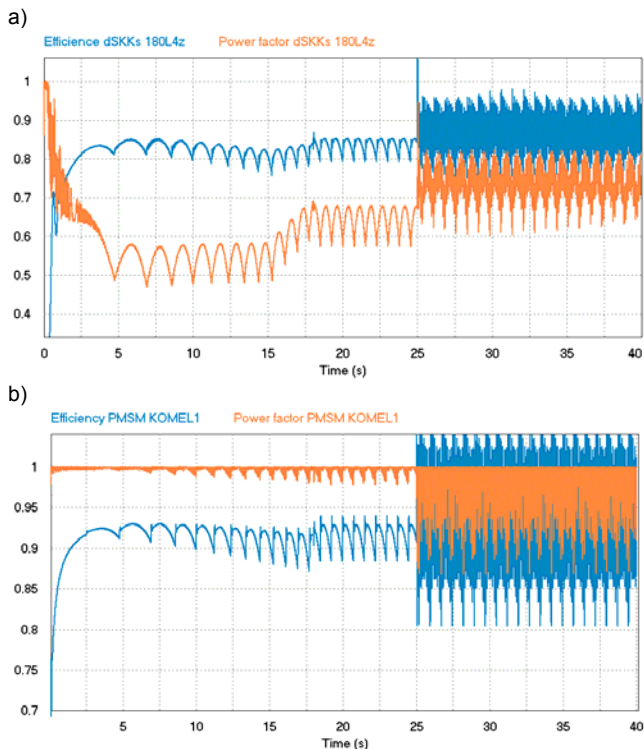 a)
Efficience dSKKs 180L4z Power factor dSKKs 180L4z
1
0.9
0.8
0.7
0.6
0.5
0.4
0 5 10 15 20 25 30 35 40
Time (s)
b)
Efficiency PMSM KOMEL1 Power factor PMSM KOMEL1
1
0.95
0.9
0.85
0.8
0.75
0.7
5 10 15 20 25 30 35 40
Time (s)